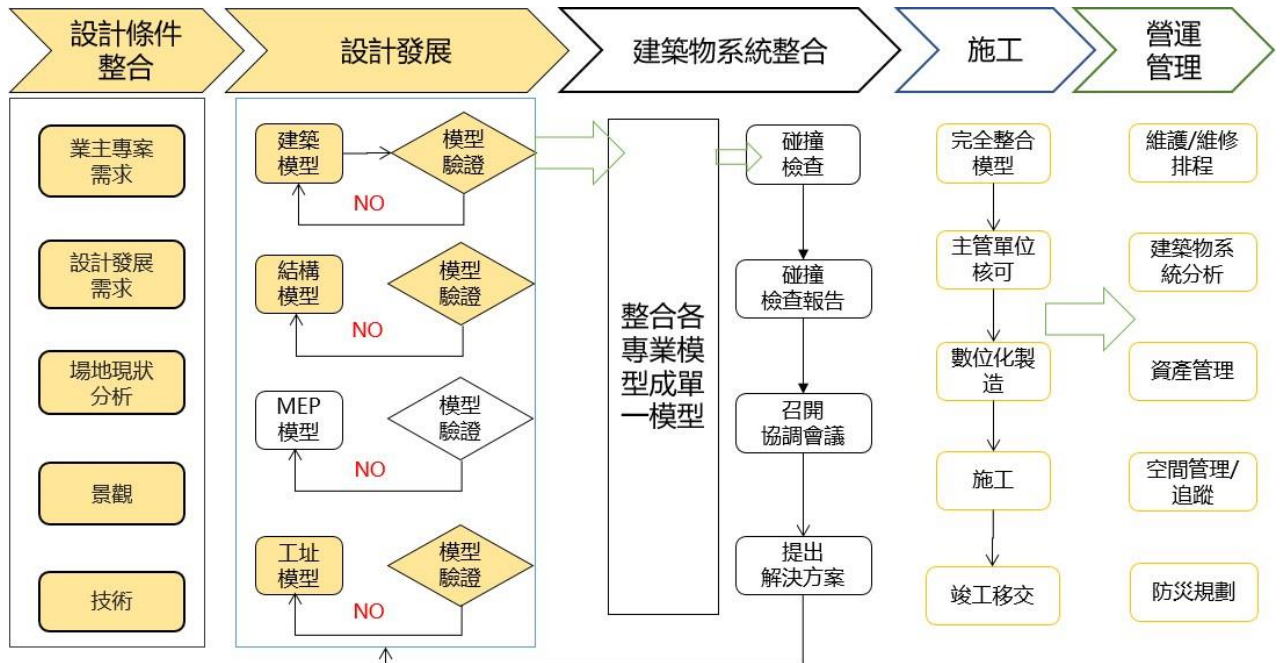 設計條件
整合
設計發展
建築物系統整合
施工
營運
管理
業主專案
需求
設計發展
需求
場地現狀
分析
景觀
技術
建築
模型
模型
驗證
NO
結構
模型
模型
驗證
NO
MEP
模型
模型
驗證
NO
工址
模型
模型
驗證
NO
整合各
專業模
型成單
一模型
碰撞
檢查
碰撞
檢查報告
召開
協調會議
提出
解決方案
完全整合
模型
主管單位
核可
數位化製
造
施工
竣工移交
維護/維修
排程
建築物系
統分析
資產管理
空間管理/
追蹤
防災規劃